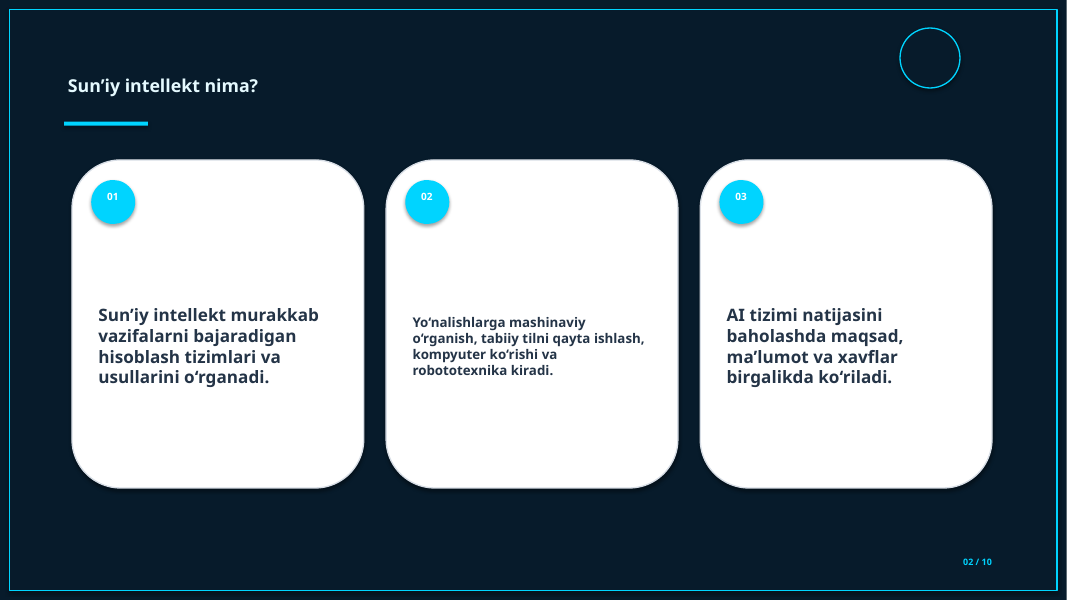 Sun’iy intellekt nima?
01
02
03
Sun’iy intellekt murakkab
vazifalarni bajaradigan
hisoblash tizimlari va
usullarini o‘rganadi.
Yo‘nalishlarga mashinaviy
o‘rganish, tabiiy tilni qayta ishlash,
kompyuter ko‘rishi va
robototexnika kiradi.
AI tizimi natijasini
baholashda maqsad,
ma’lumot va xavflar
birgalikda ko‘riladi.
02 / 10